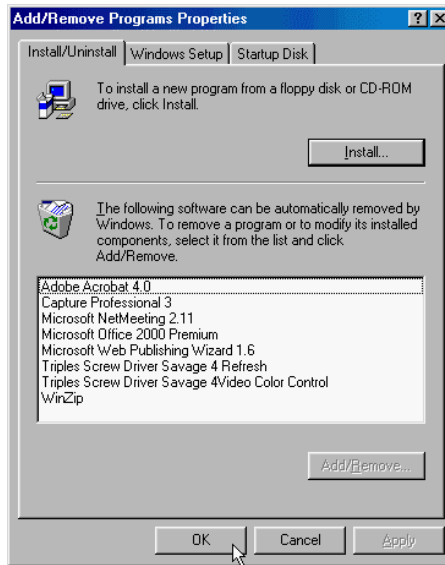 Add/Remove Programs Properties
Install/Uninstall
Windows Setup
Startup Disk
To install a new program from a floppy disk or CD-ROM
drive, click Install.
Install...
The following software can be automatically removed by
Windows. To remove a program or to modify its installed
components, select it from the list and click
Add/Remove.
Adobe Acrobat 4.0
Capture Professional 3
Microsoft NetMeeting 2.11
Microsoft Office 2000 Premium
Microsoft Web Publishing Wizard 1.6
Triples Screw Driver Savage 4 Refresh
Triples Screw Driver Savage 4Video Color Control
WinZip
Add/Remove...
OK
Cancel
Apply